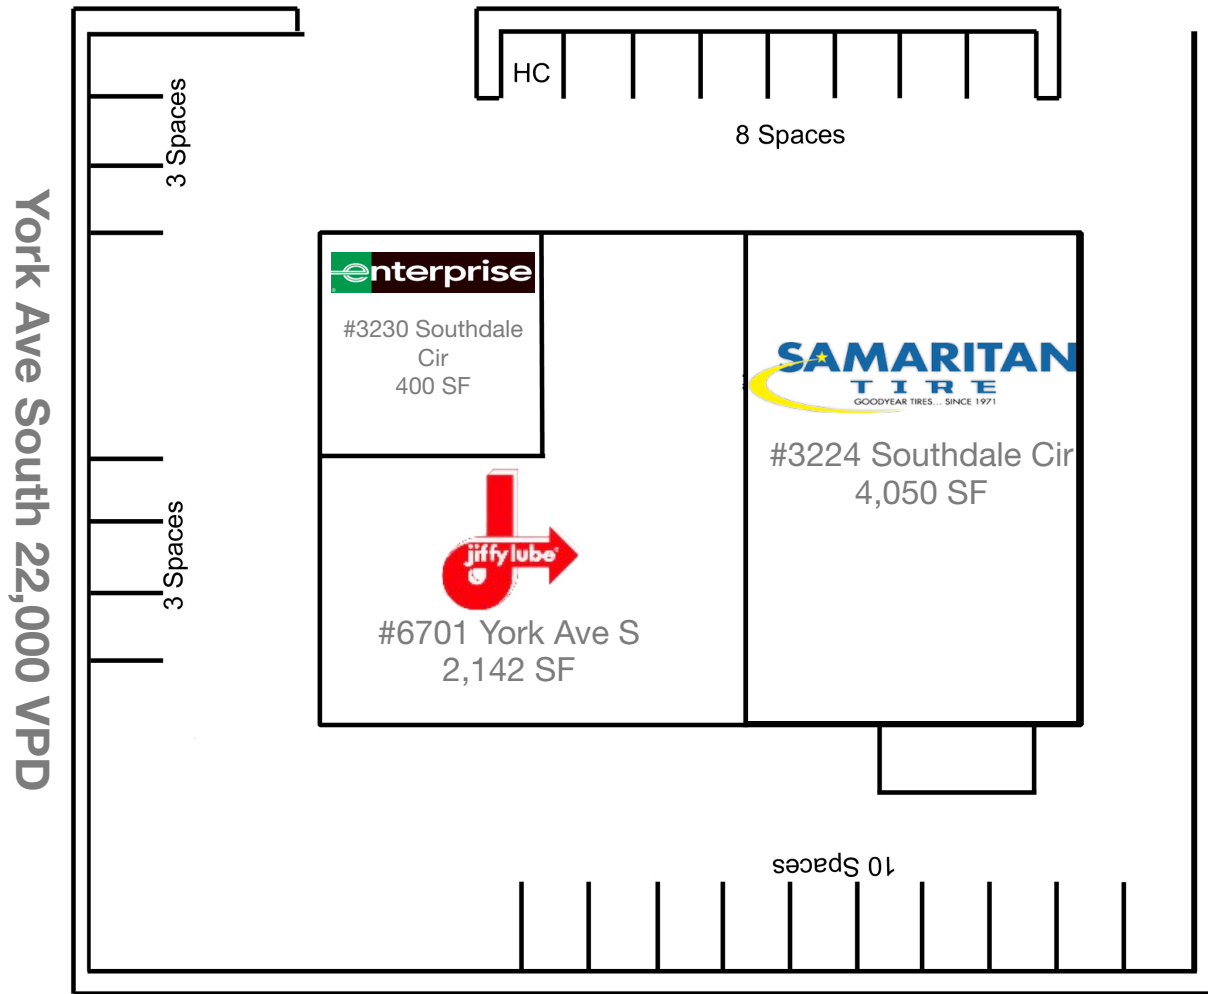 HC
8 Spaces
3 Spaces
York Ave South 22,000 VPD
enterprise
#3230 Southdale
Cir
400 SF
SAMARITAN
TIRE
GOODYEAR TIRES... SINCE 1971
#3224 Southdale Cir
4,050 SF
jiffy lube
#6701 York Ave S
2,142 SF
3 Spaces
10 Spaces